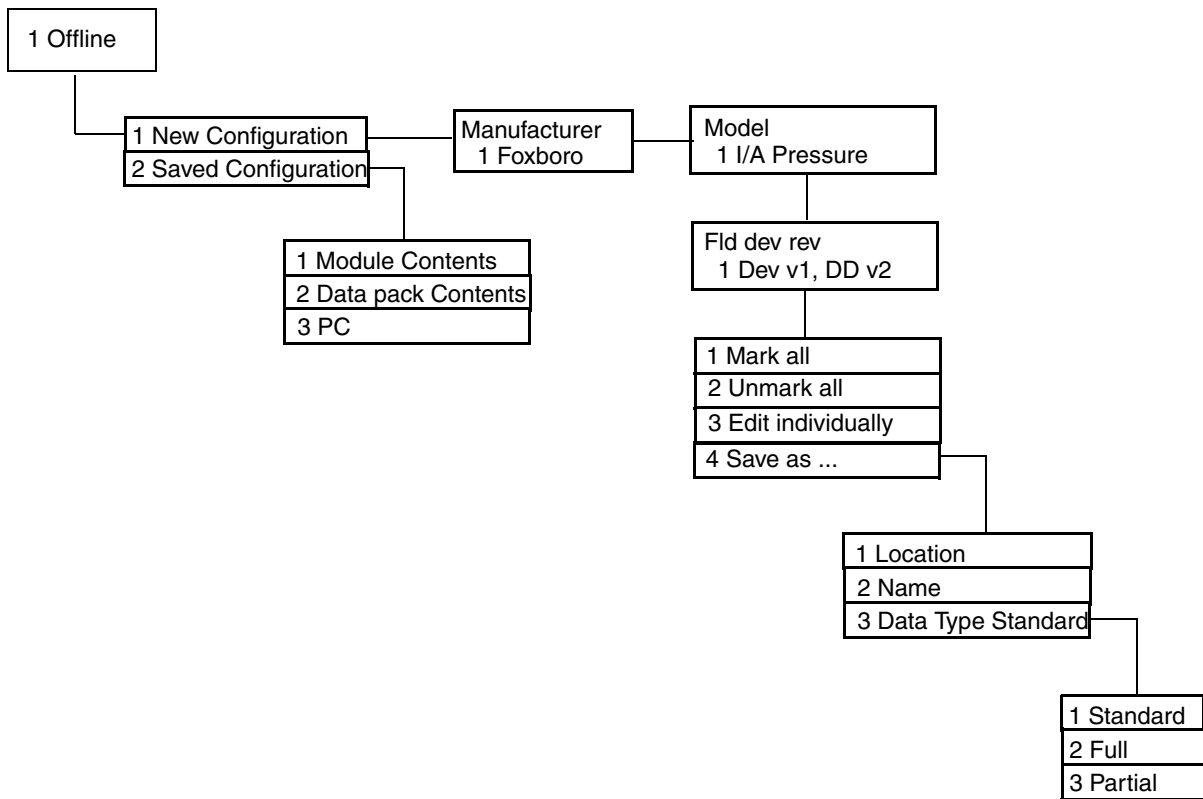 1 Offline
1 New Configuration
2 Saved Configuration
Manufacturer
1 Foxboro
Model
1 I/A Pressure
Fld dev rev
1 Dev v1, DD v2
1 Module Contents
2 Data pack Contents
3 PC
1 Mark all
2 Unmark all
3 Edit individually
4 Save as ...
1 Location
2 Name
3 Data Type Standard
1 Standard
2 Full
3 Partial